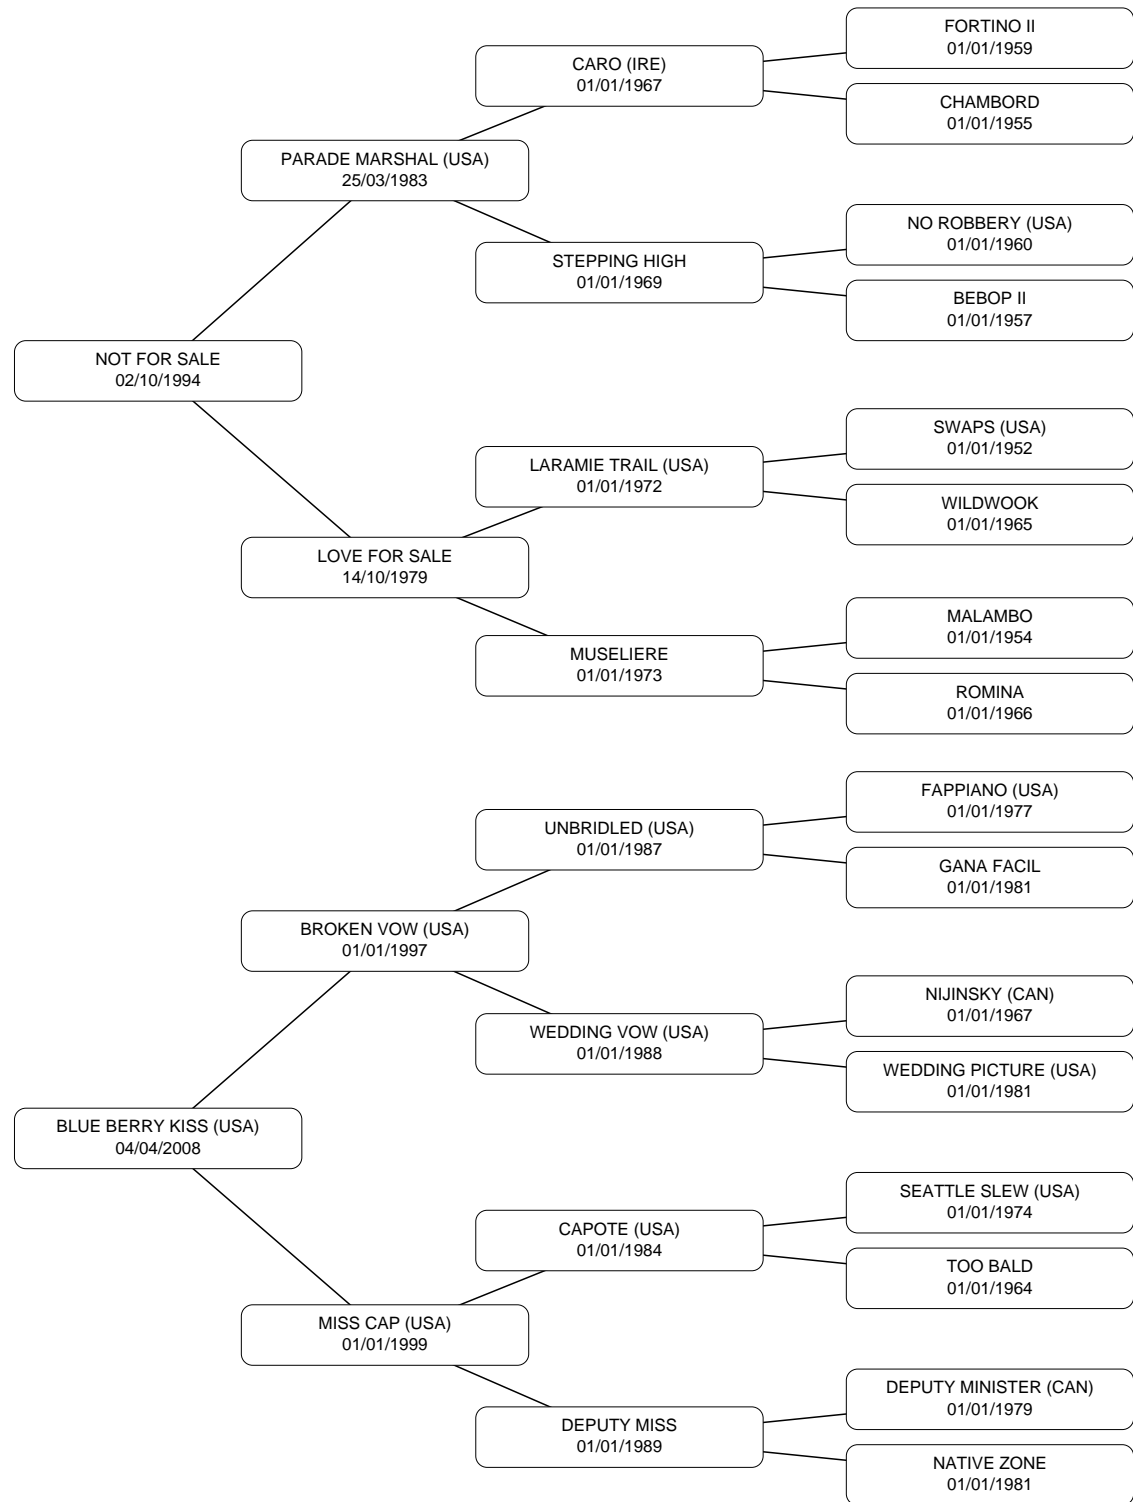 FORTINO II
01/01/1959
CARO (IRE)
01/01/1967
CHAMBORD
01/01/1955
PARADE MARSHAL (USA)
25/03/1983
NO ROBBERY (USA)
01/01/1960
STEPPING HIGH
01/01/1969
BEBOP II
01/01/1957
NOT FOR SALE
02/10/1994
SWAPS (USA)
01/01/1952
LARAMIE TRAIL (USA)
01/01/1972
WILDWOOK
01/01/1965
LOVE FOR SALE
14/10/1979
MALAMBO
01/01/1954
MUSELIERE
01/01/1973
ROMINA
01/01/1966
FAPPIANO (USA)
01/01/1977
UNBRIDLED (USA)
01/01/1987
GANA FACIL
01/01/1981
BROKEN VOW (USA)
01/01/1997
NIJINSKY (CAN)
01/01/1967
WEDDING VOW (USA)
01/01/1988
WEDDING PICTURE (USA)
01/01/1981
BLUE BERRY KISS (USA)
04/04/2008
SEATTLE SLEW (USA)
01/01/1974
CAPOTE (USA)
01/01/1984
TOO BALD
01/01/1964
MISS CAP (USA)
01/01/1999
DEPUTY MINISTER (CAN)
01/01/1979
DEPUTY MISS
01/01/1989
NATIVE ZONE
01/01/1981